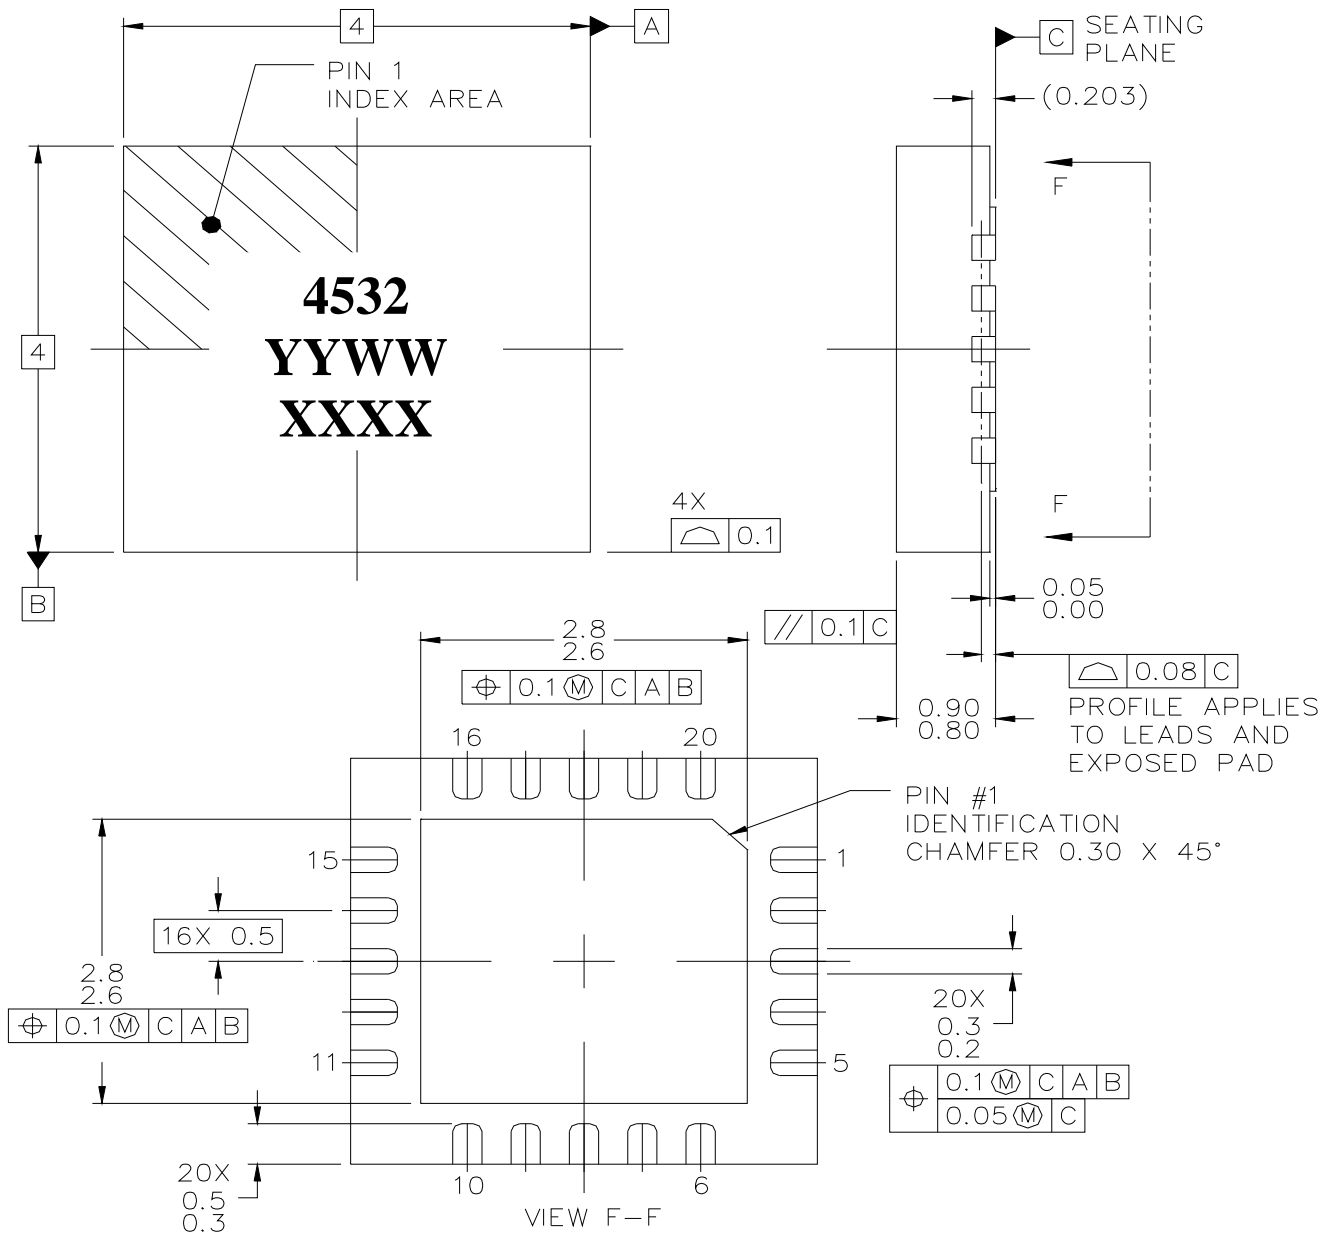 4
A
PIN 1
INDEX AREA
4532
YYWW
XXXX
4
B
4X
0.1
C
SEATING
PLANE
(0.203)
F
F
0.05
0.00
// 0.1 C
0.08 C
PROFILE APPLIES
TO LEADS AND
EXPOSED PAD
0.90
0.80
2.8
2.6
⌖ 0.1 Ⓜ C A B
16
20
PIN #1
IDENTIFICATION
CHAMFER 0.30 X 45°
15
1
16X 0.5
2.8
2.6
⌖ 0.1 Ⓜ C A B
11
5
20X
0.3
0.2
⌖ 0.1 Ⓜ C A B
0.05 Ⓜ C
20X
0.5
0.3
10
6
VIEW F-F